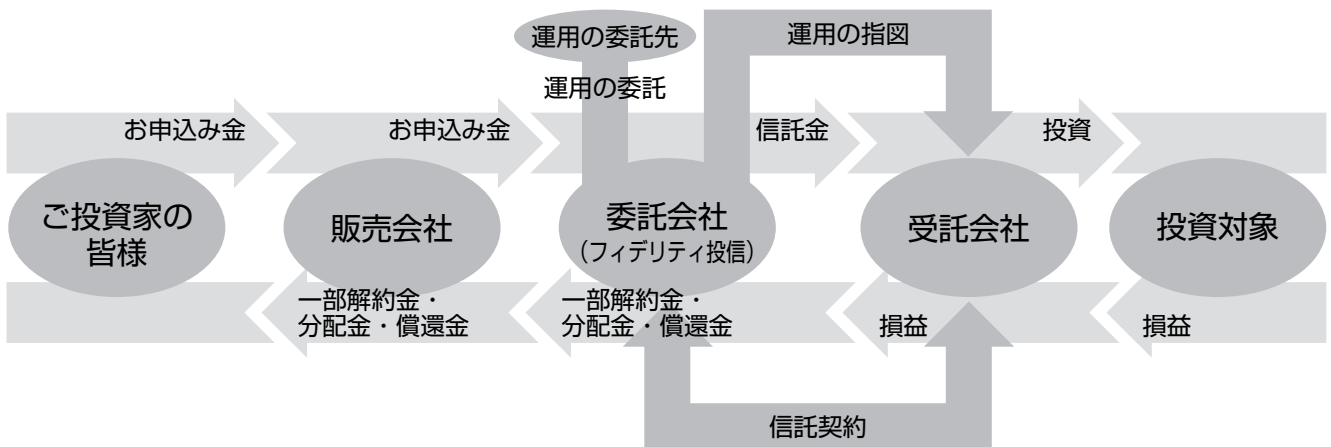 運用の委託先
運用の指図
運用の委託
お申込み金
お申込み金
信託金
投資
ご投資家の
皆様
販売会社
委託会社
（フィデリティ投信）
受託会社
投資対象
一部解約金・
分配金・償還金
一部解約金・
分配金・償還金
損益
損益
信託契約